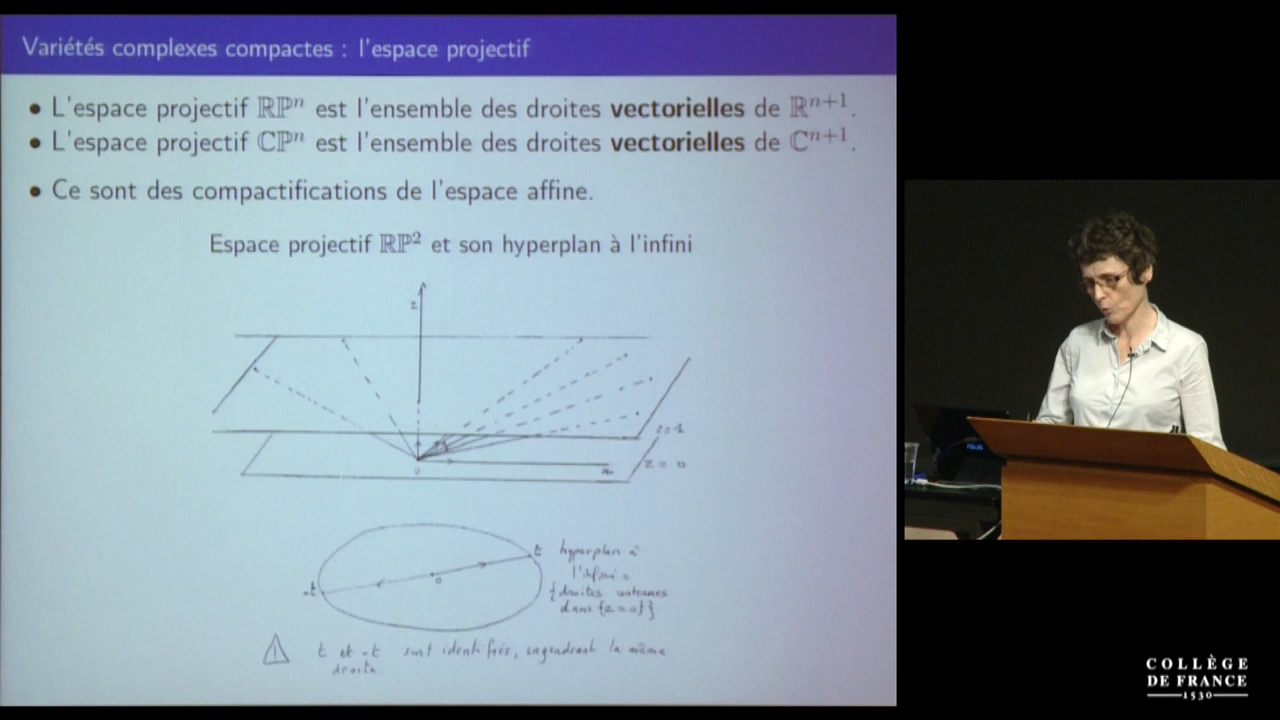 Variétés complexes compactes : l'espace projectif
• L'espace projectif ℝℙⁿ est l'ensemble des droites vectorielles de ℝⁿ⁺¹.
• L'espace projectif ℂℙⁿ est l'ensemble des droites vectorielles de ℂⁿ⁺¹.
• Ce sont des compactifications de l'espace affine.
Espace projectif ℝℙ² et son hyperplan à l'infini
z
z=1
z = 0
0
x
t
hyperplan à
l'infini =
{droites contenues
dans {z=0}}
0
-t
t et -t sont identifiés, engendrant la même
droite.
COLLÈGE
DE FRANCE
1530